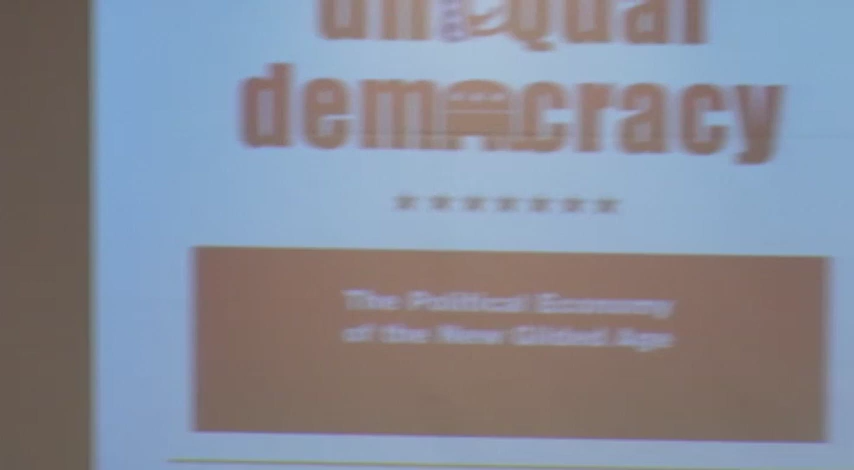 unequal
democracy
The Political Economy
of the New Gilded Age